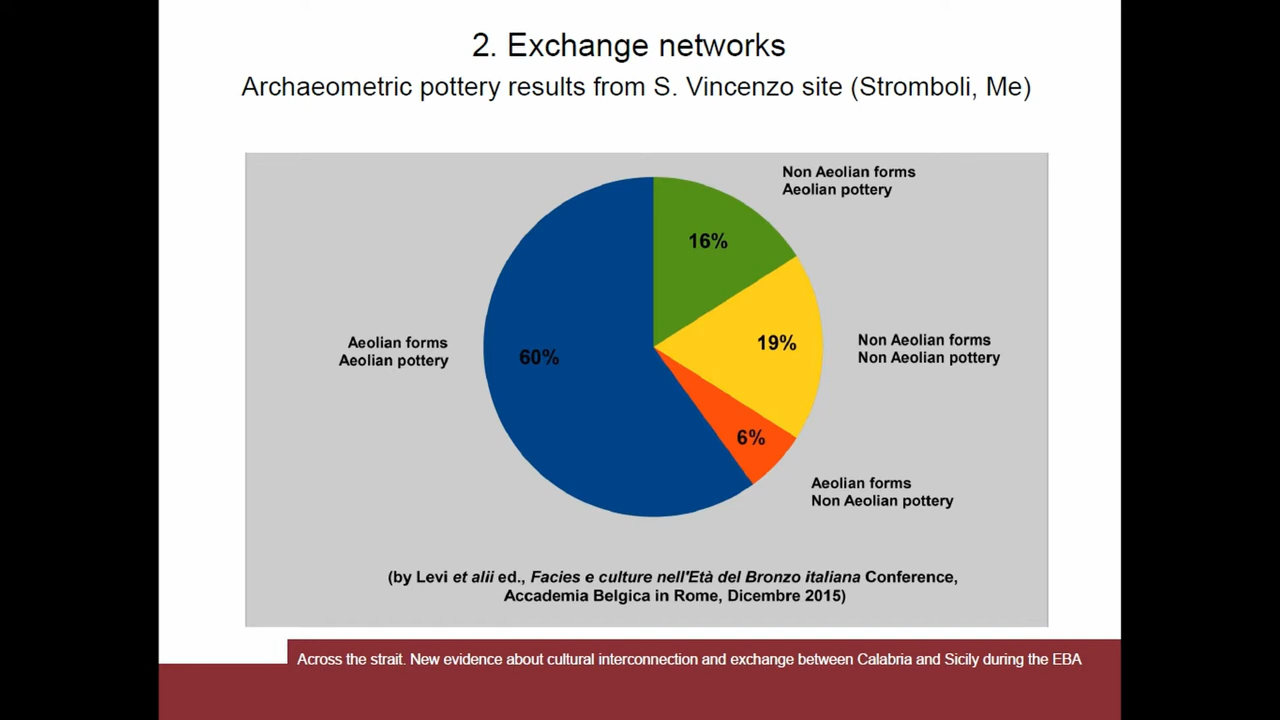 2. Exchange networks
Archaeometric pottery results from S. Vincenzo site (Stromboli, Me)
Non Aeolian forms
Aeolian pottery
16%
19%
Non Aeolian forms
Non Aeolian pottery
Aeolian forms
Aeolian pottery
60%
6%
Aeolian forms
Non Aeolian pottery
(by Levi et alii ed., Facies e culture nell'Età del Bronzo italiana Conference,
Accademia Belgica in Rome, Dicembre 2015)
Across the strait. New evidence about cultural interconnection and exchange between Calabria and Sicily during the EBA